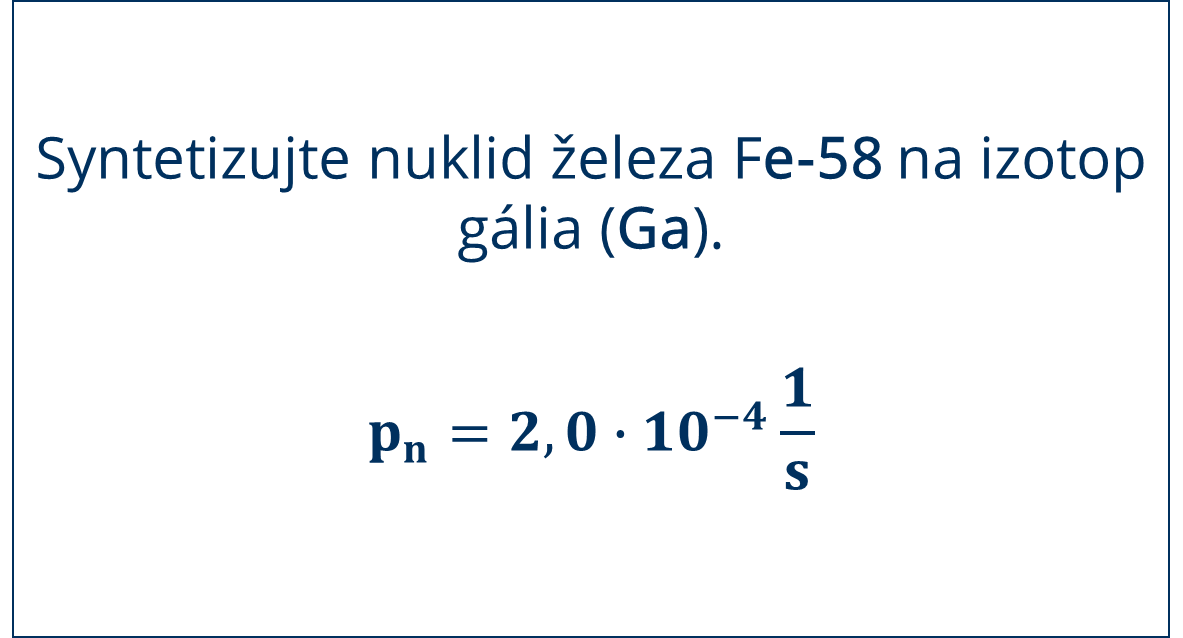 Syntetizujte nuklid železa Fe-58 na izotop
gália (Ga).
pₙ = 2,0 · 10⁻⁴ 1/s